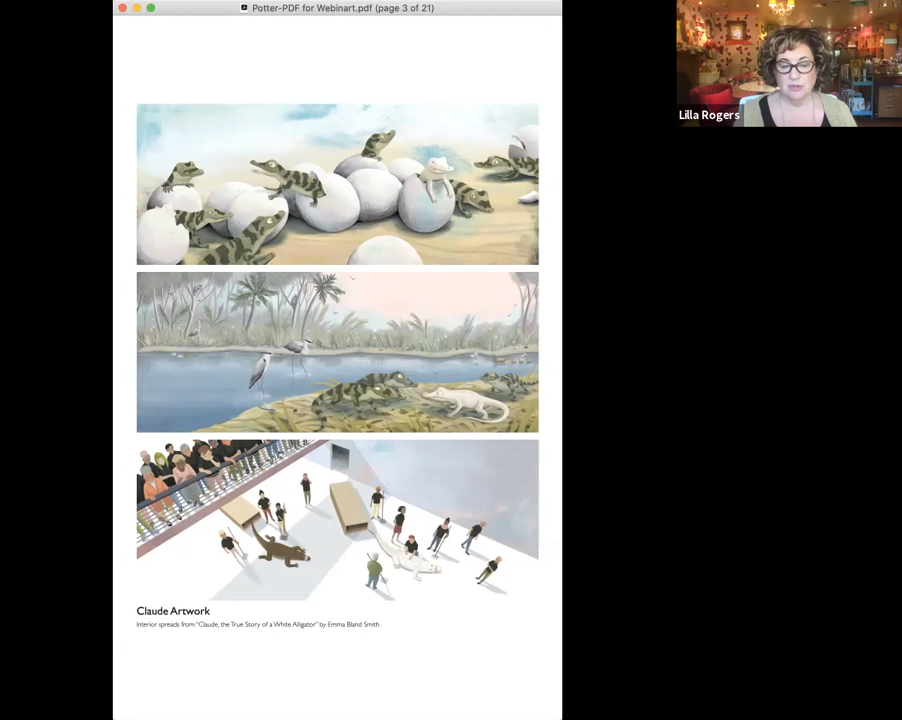 Potter-PDF for Webinart.pdf (page 3 of 21)
Lilla Rogers
Claude Artwork
Interior spreads from "Claude, the True Story of a White Alligator" by Emma Bland Smith